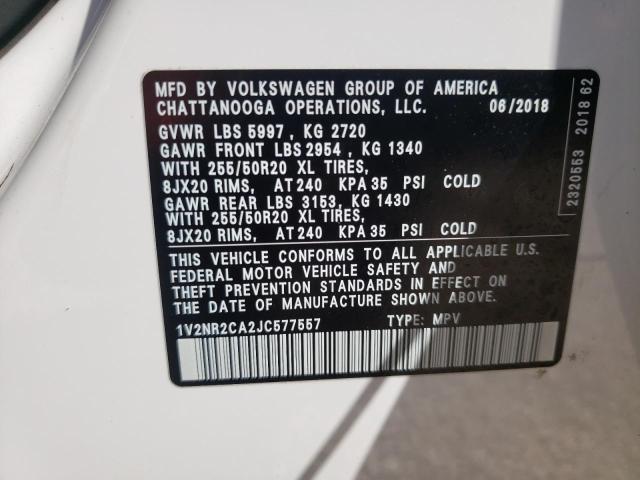 MFD BY VOLKSWAGEN GROUP OF AMERICA
CHATTANOOGA OPERATIONS, LLC. 06/2018
GVWR LBS 5997 , KG 2720
GAWR FRONT LBS 2954 , KG 1340
WITH 255/50R20 XL TIRES,
8JX20 RIMS, AT 240 KPA 35 PSI COLD
GAWR REAR LBS 3153, KG 1430
WITH 255/50R20 XL TIRES,
8JX20 RIMS, AT 240 KPA 35 PSI COLD
THIS VEHICLE CONFORMS TO ALL APPLICABLE U.S.
FEDERAL MOTOR VEHICLE SAFETY AND
THEFT PREVENTION STANDARDS IN EFFECT ON
THE DATE OF MANUFACTURE SHOWN ABOVE.
1V2NR2CA2JC577557 TYPE: MPV
2320553 2018 62